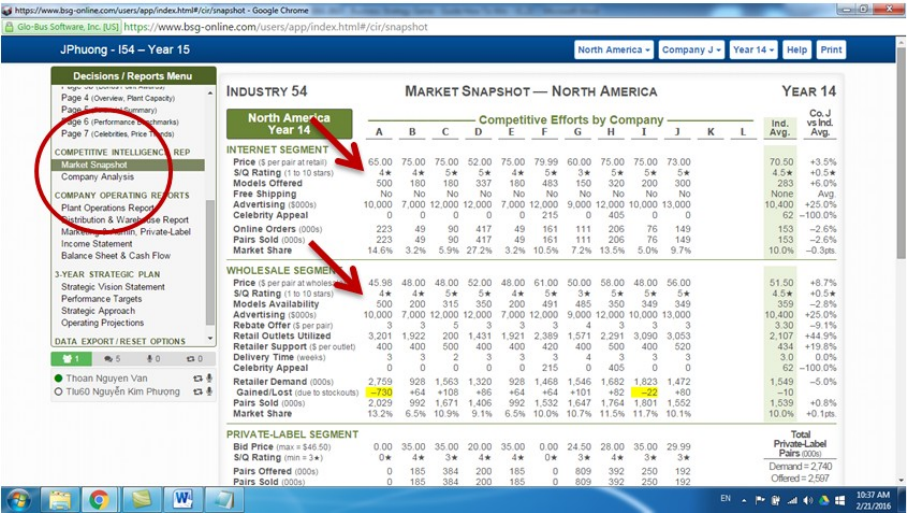 www.bsg-online.com/users/app/index.html#/cir/snapshot - Google Chrome
Glo-Bus Software, Inc. [US] https://www.bsg-online.com/users/app/index.html#/cir/snapshot
JPhuong - I54 – Year 15
North America Company J Year 14 Help Print
Decisions / Reports Menu
Page 4 (Overview, Plant Capacity)
Page 6 (Performance Benchmarks)
Page 7 (Celebrities, Price Trends)
COMPETITIVE INTELLIGENCE REP
Market Snapshot
Company Analysis
COMPANY OPERATING REPORTS
Plant Operations Report
Distribution & Warehouse Report
Marketing & Admin, Private-Label
Income Statement
Balance Sheet & Cash Flow
3-YEAR STRATEGIC PLAN
Strategic Vision Statement
Performance Targets
Strategic Approach
Operating Projections
DATA EXPORT / RESET OPTIONS
1 5 0 0
Thoan Nguyen Van
Tlu60 Nguyễn Kim Phượng
INDUSTRY 54 MARKET SNAPSHOT — NORTH AMERICA YEAR 14
North America
Year 14
Competitive Efforts by Company
A B C D E F G H I J K L
Ind. Avg.
Co. J vs Ind. Avg.
INTERNET SEGMENT
Price ($ per pair at retail) 65.00 75.00 75.00 52.00 75.00 79.99 60.00 75.00 75.00 73.00 70.50 +3.5%
S/Q Rating (1 to 10 stars) 4★ 4★ 5★ 5★ 4★ 5★ 3★ 5★ 5★ 5★ 4.5★ +0.5★
Models Offered 500 180 180 337 180 483 150 320 200 300 283 +6.0%
Free Shipping No No No No No No No No No No None Avg.
Advertising ($000s) 10,000 7,000 12,000 12,000 7,000 12,000 9,000 12,000 10,000 13,000 10,400 +25.0%
Celebrity Appeal 0 0 0 0 0 215 0 405 0 0 62 –100.0%
Online Orders (000s) 223 49 90 417 49 161 111 206 76 149 153 –2.6%
Pairs Sold (000s) 223 49 90 417 49 161 111 206 76 149 153 –2.6%
Market Share 14.6% 3.2% 5.9% 27.2% 3.2% 10.5% 7.2% 13.5% 5.0% 9.7% 10.0% –0.3pts.
WHOLESALE SEGMENT
Price ($ per pair at wholesale) 45.98 48.00 48.00 52.00 48.00 61.00 50.00 58.00 48.00 56.00 51.50 +8.7%
S/Q Rating (1 to 10 stars) 4★ 4★ 5★ 5★ 4★ 5★ 3★ 5★ 5★ 5★ 4.5★ +0.5★
Models Availability 500 200 315 350 200 491 485 350 349 349 359 –2.8%
Advertising ($000s) 10,000 7,000 12,000 12,000 7,000 12,000 9,000 12,000 10,000 13,000 10,400 +25.0%
Rebate Offer ($ per pair) 3 3 5 3 3 3 4 3 3 3 3.30 –9.1%
Retail Outlets Utilized 3,201 1,922 200 1,431 1,921 2,389 1,571 2,291 3,090 3,053 2,107 +44.9%
Retailer Support ($ per outlet) 400 400 500 400 400 420 400 500 400 520 434 +19.8%
Delivery Time (weeks) 3 3 2 3 3 3 4 3 3 3 3.0 0.0%
Celebrity Appeal 0 0 0 0 0 215 0 405 0 0 62 –100.0%
Retailer Demand (000s) 2,759 928 1,563 1,320 928 1,468 1,546 1,682 1,823 1,472 1,549 –5.0%
Gained/Lost (due to stockouts) –730 +64 +108 +86 +64 +64 +101 +82 –22 +80 –10
Pairs Sold (000s) 2,029 992 1,671 1,406 992 1,532 1,647 1,764 1,801 1,552 1,539 +0.8%
Market Share 13.2% 6.5% 10.9% 9.1% 6.5% 10.0% 10.7% 11.5% 11.7% 10.1% 10.0% +0.1pts.
PRIVATE-LABEL SEGMENT
Bid Price (max = $46.50) 0.00 35.00 35.00 20.00 35.00 0.00 24.50 28.00 35.00 29.99
S/Q Rating (min = 3★) 0★ 4★ 3★ 4★ 4★ 0★ 3★ 4★ 3★ 3★
Pairs Offered (000s) 0 185 384 200 185 0 809 392 250 192
Pairs Sold (000s) 0 185 384 200 185 0 809 392 250 192
Total
Private-Label
Pairs (000s)
Demand = 2,740
Offered = 2,597
EN
10:37 AM
2/21/2016